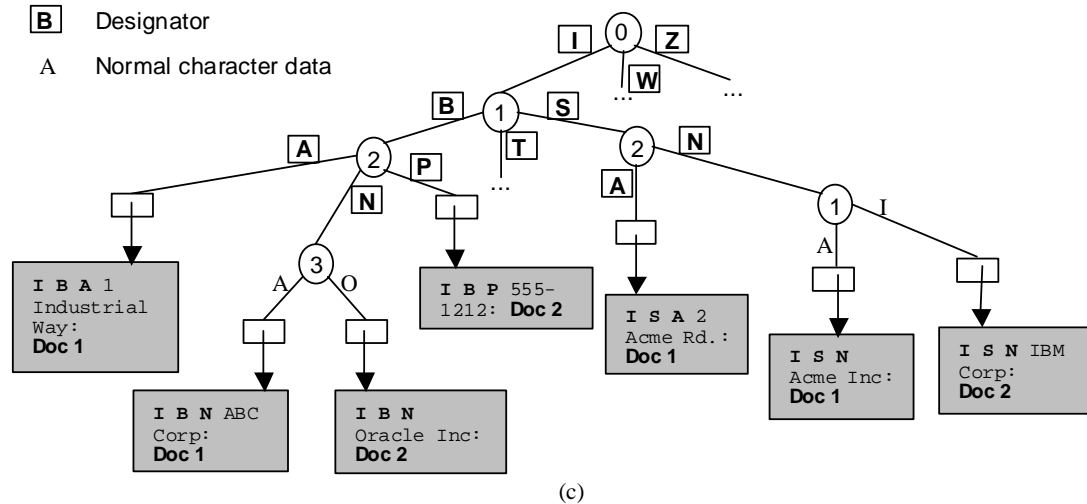 B Designator
A Normal character data
0
I
Z
W
...
...
B
1
S
T
...
A
2
P
N
2
N
A
1
I
A
3
A
O
I B A 1
Industrial
Way:
Doc 1
I B P 555-
1212: Doc 2
I S A 2
Acme Rd.:
Doc 1
I S N
Acme Inc:
Doc 1
I S N IBM
Corp:
Doc 2
I B N ABC
Corp:
Doc 1
I B N
Oracle Inc:
Doc 2
(c)